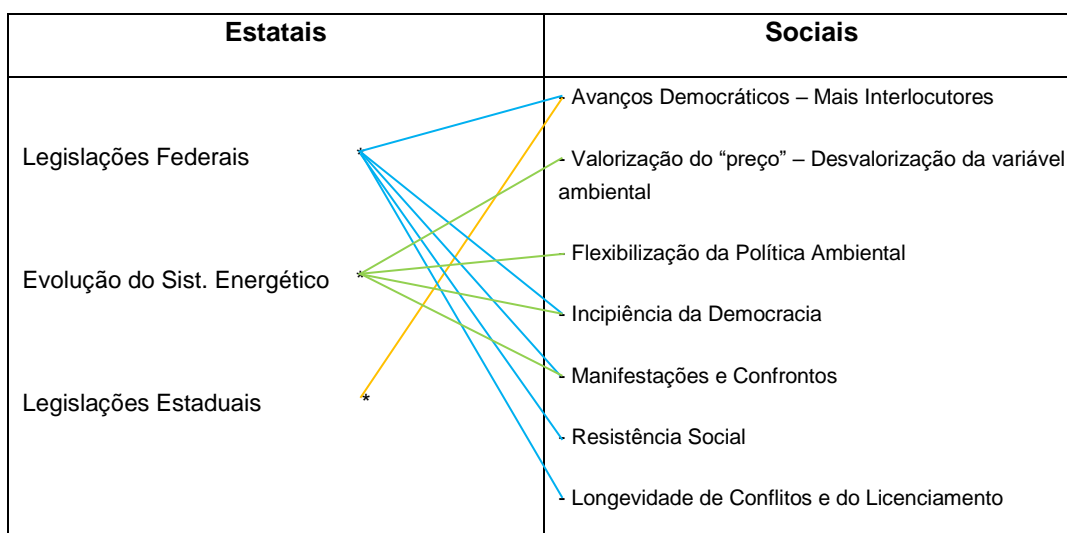 Estatais
Sociais
Legislações Federais *
Evolução do Sist. Energético *
Legislações Estaduais *
- Avanços Democráticos – Mais Interlocutores
- Valorização do “preço” – Desvalorização da variável
ambiental
- Flexibilização da Política Ambiental
- Incipiência da Democracia
- Manifestações e Confrontos
- Resistência Social
- Longevidade de Conflitos e do Licenciamento